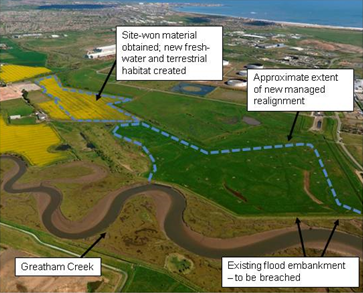 Site-won material
obtained; new fresh-
water and terrestrial
habitat created
Approximate extent
of new managed
realignment
Greatham Creek
Existing flood embankment
– to be breached